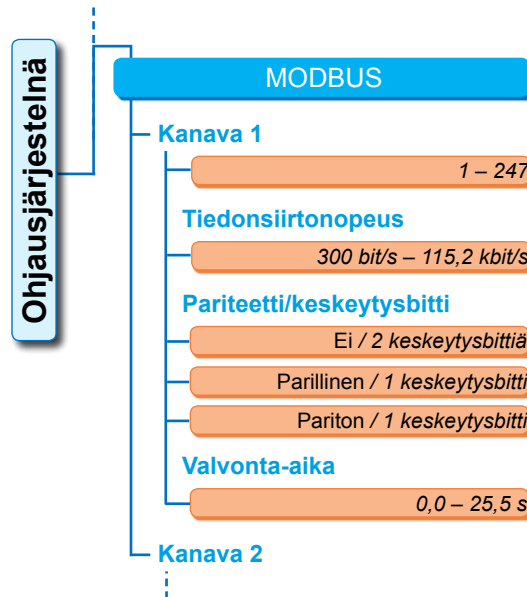 Ohjausjärjestelnä
MODBUS
Kanava 1
1 – 247
Tiedonsiirtonopeus
300 bit/s – 115,2 kbit/s
Pariteetti/keskeytysbitti
Ei / 2 keskeytysbittiä
Parillinen / 1 keskeytysbitti
Pariton / 1 keskeytysbitti
Valvonta-aika
0,0 – 25,5 s
Kanava 2